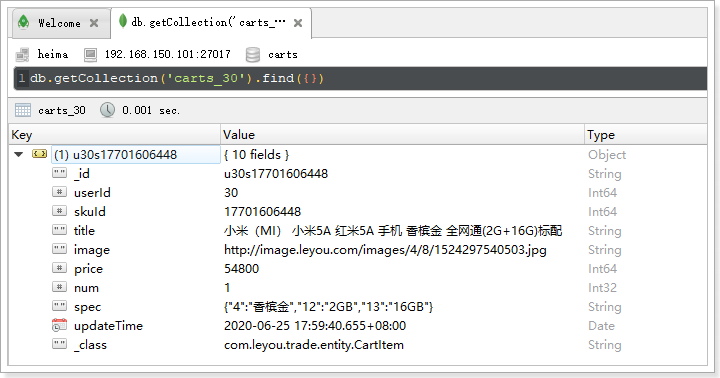 Welcome
db.getCollection('carts_…
heima 192.168.150.101:27017 carts
1 db.getCollection('carts_30').find({})
carts_30 0.001 sec.
Key Value Type
(1) u30s17701606448 { 10 fields } Object
_id u30s17701606448 String
userId 30 Int64
skuId 17701606448 Int64
title 小米（MI） 小米5A 红米5A 手机 香槟金 全网通(2G+16G)标配 String
image http://image.leyou.com/images/4/8/1524297540503.jpg String
price 54800 Int64
num 1 Int32
spec {"4":"香槟金","12":"2GB","13":"16GB"} String
updateTime 2020-06-25 17:59:40.655+08:00 Date
_class com.leyou.trade.entity.CartItem String